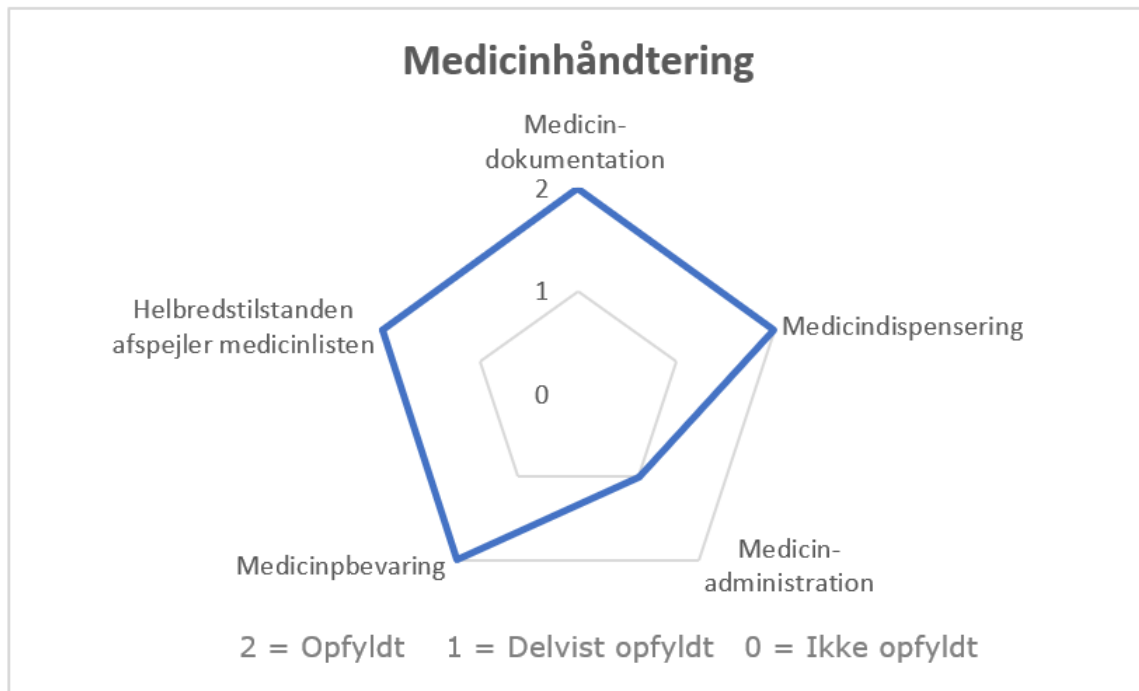 Medicinhåndtering
Medicin-
dokumentation
2
1
0
Helbredstilstanden
afspejler medicinlisten
Medicindispensering
Medicinpbevaring
Medicin-
administration
2 = Opfyldt 1 = Delvist opfyldt 0 = Ikke opfyldt